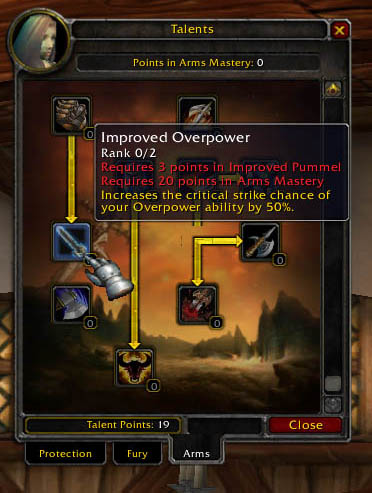 Talents
Points in Arms Mastery: 0
0
0
Improved Overpower
Rank 0/2
Requires 3 points in Improved Pummel
Requires 20 points in Arms Mastery
Increases the critical strike chance of
your Overpower ability by 50%.
0
0
0
0
Talent Points: 19
Close
Protection
Fury
Arms